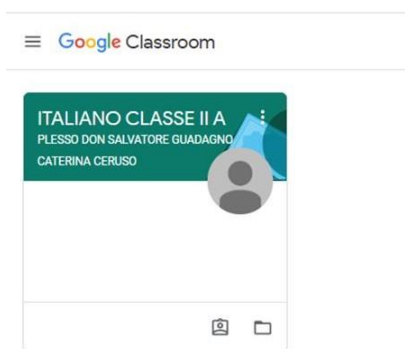 Google Classroom
ITALIANO CLASSE II A
PLESSO DON SALVATORE GUADAGNO
CATERINA CERUSO